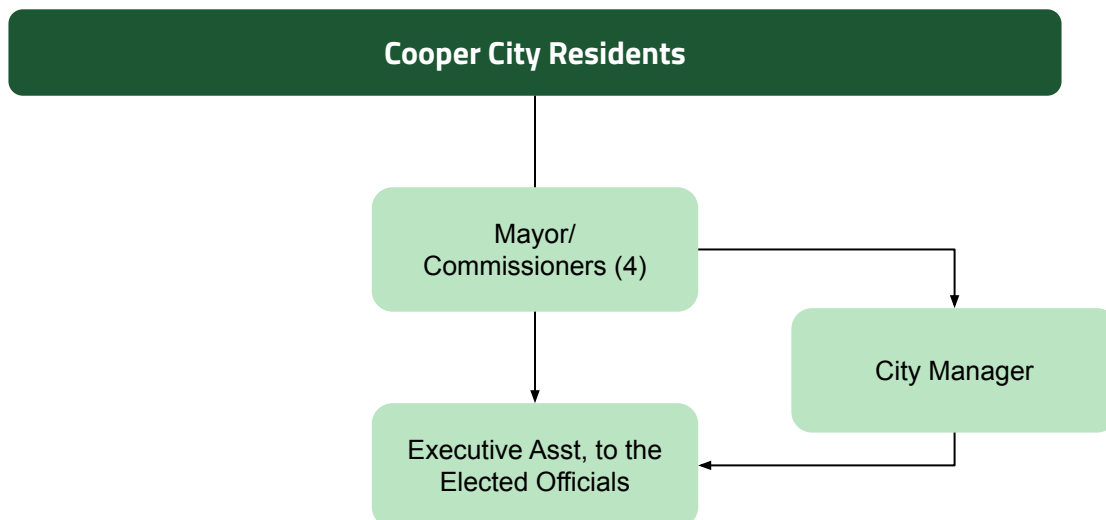 Cooper City Residents
Mayor/
Commissioners (4)
City Manager
Executive Asst, to the
Elected Officials